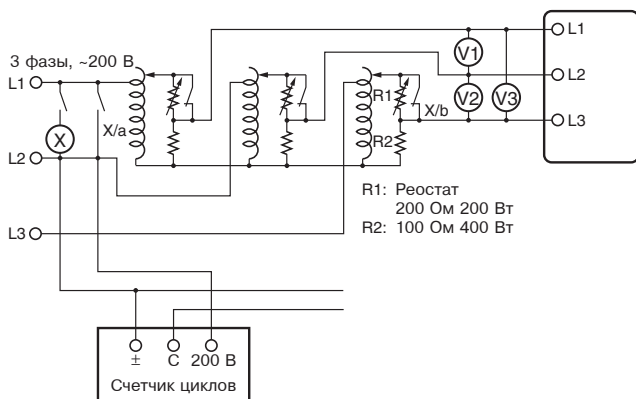 3 фазы, ~200 В
L1
L2
L3
X
X/a
R1
R2
X/b
V1
V2
V3
L1
L2
L3
R1: Реостат
200 Ом 200 Вт
R2: 100 Ом 400 Вт
± C 200 В
Счетчик циклов